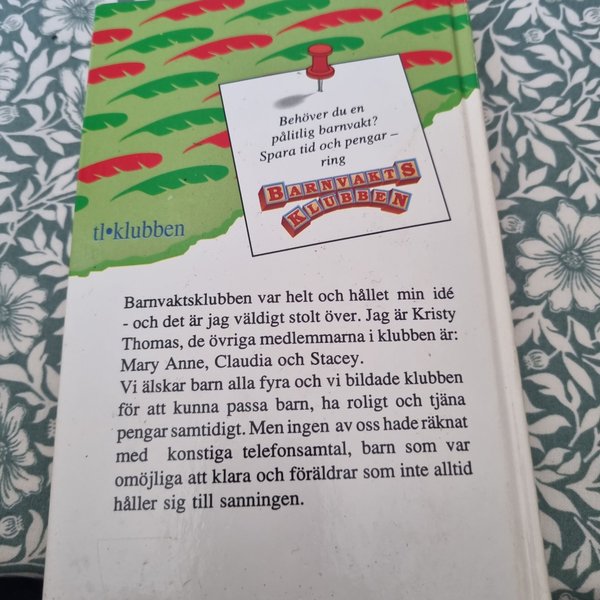 Behöver du en
pålitlig barnvakt?
Spara tid och pengar –
ring
BARNVAKTS
KLUBBEN
tl•klubben
Barnvaktsklubben var helt och hållet min idé
- och det är jag väldigt stolt över. Jag är Kristy
Thomas, de övriga medlemmarna i klubben är:
Mary Anne, Claudia och Stacey.
Vi älskar barn alla fyra och vi bildade klubben
för att kunna passa barn, ha roligt och tjäna
pengar samtidigt. Men ingen av oss hade räknat
med konstiga telefonsamtal, barn som var
omöjliga att klara och föräldrar som inte alltid
håller sig till sanningen.